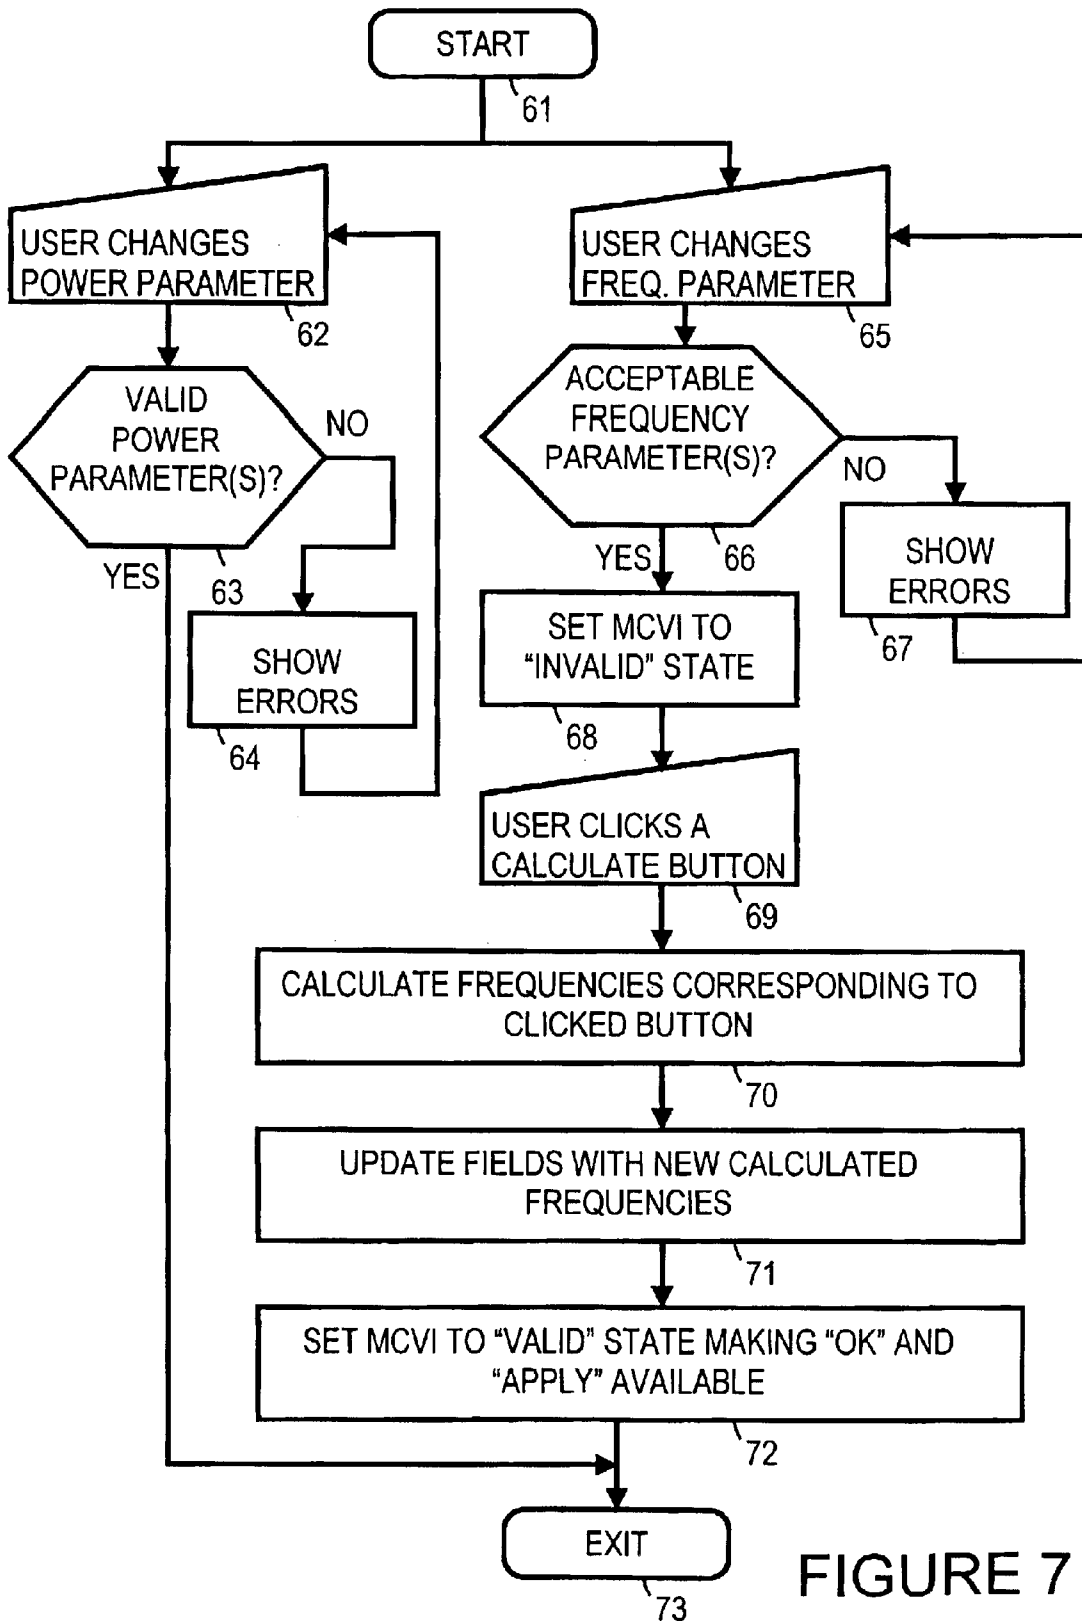 START
61
USER CHANGES
POWER PARAMETER
62
VALID
POWER
PARAMETER(S)?
NO
YES
63
SHOW
ERRORS
64
USER CHANGES
FREQ. PARAMETER
65
ACCEPTABLE
FREQUENCY
PARAMETER(S)?
NO
YES
66
SHOW
ERRORS
67
SET MCVI TO
“INVALID” STATE
68
USER CLICKS A
CALCULATE BUTTON
69
CALCULATE FREQUENCIES CORRESPONDING TO
CLICKED BUTTON
70
UPDATE FIELDS WITH NEW CALCULATED
FREQUENCIES
71
SET MCVI TO “VALID” STATE MAKING “OK” AND
“APPLY” AVAILABLE
72
EXIT
73
FIGURE 7